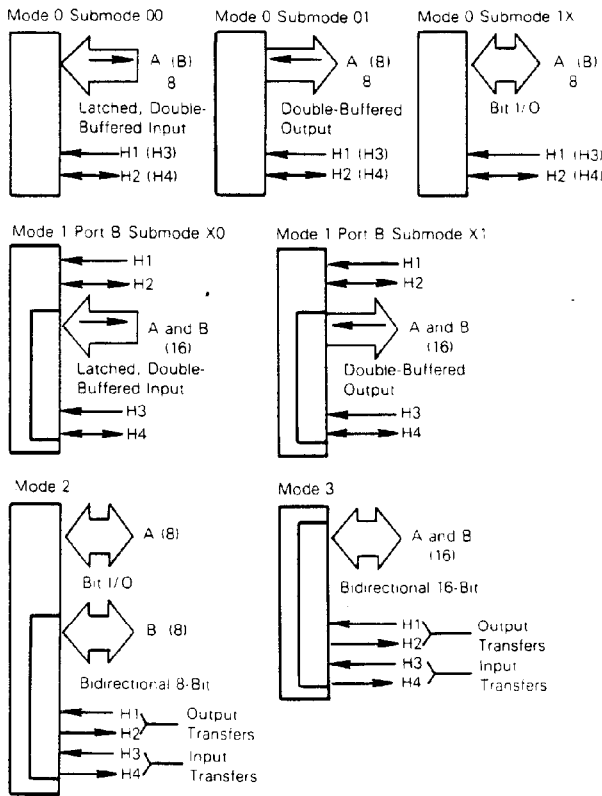 Mode 0 Submode 00
A (B)
8
Latched, Double-
Buffered Input
H1 (H3)
H2 (H4)
Mode 0 Submode 01
A (B)
8
Double-Buffered
Output
H1 (H3)
H2 (H4)
Mode 0 Submode 1X
A (B)
8
Bit I/O
H1 (H3)
H2 (H4)
Mode 1 Port B Submode X0
H1
H2
A and B
(16)
Latched, Double-
Buffered Input
H3
H4
Mode 1 Port B Submode X1
H1
H2
A and B
(16)
Double-Buffered
Output
H3
H4
Mode 2
A (8)
Bit I/O
B (8)
Bidirectional 8-Bit
H1
H2
Output
Transfers
H3
H4
Input
Transfers
Mode 3
A and B
(16)
Bidirectional 16-Bit
H1
H2
Output
Transfers
H3
H4
Input
Transfers